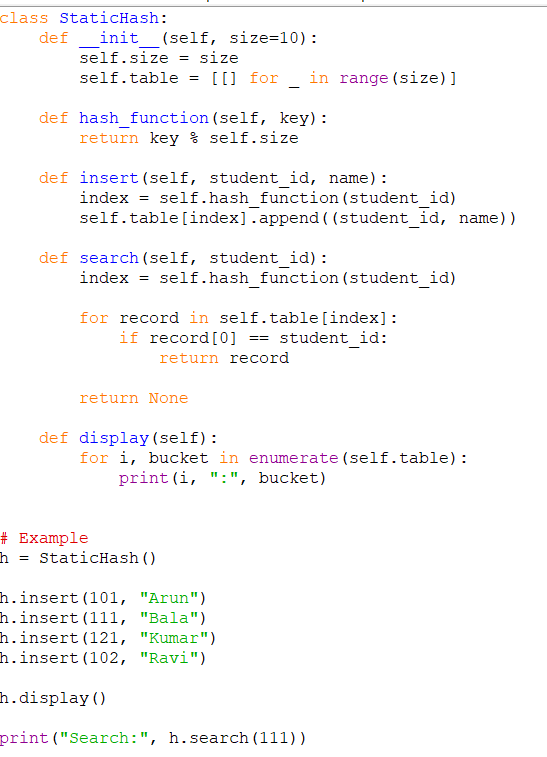 class StaticHash:
    def __init__(self, size=10):
        self.size = size
        self.table = [[] for _ in range(size)]

    def hash_function(self, key):
        return key % self.size

    def insert(self, student_id, name):
        index = self.hash_function(student_id)
        self.table[index].append((student_id, name))

    def search(self, student_id):
        index = self.hash_function(student_id)

        for record in self.table[index]:
            if record[0] == student_id:
                return record

        return None

    def display(self):
        for i, bucket in enumerate(self.table):
            print(i, ":", bucket)


# Example
h = StaticHash()

h.insert(101, "Arun")
h.insert(111, "Bala")
h.insert(121, "Kumar")
h.insert(102, "Ravi")

h.display()

print("Search:", h.search(111))